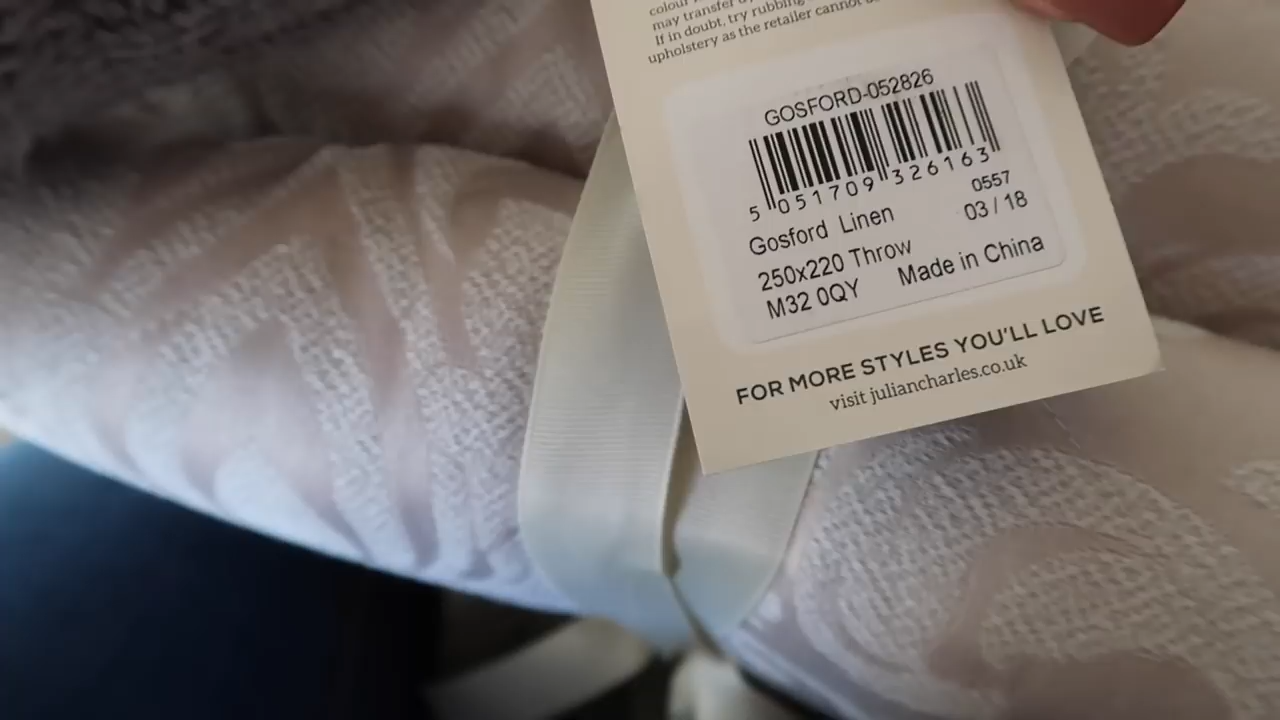 colour
may transfer
If in doubt, try rubbing
upholstery as the retailer cannot
GOSFORD-052826
5 051709 326163
0557
Gosford Linen
03 / 18
250x220 Throw
M32 0QY Made in China
FOR MORE STYLES YOU'LL LOVE
visit juliancharles.co.uk